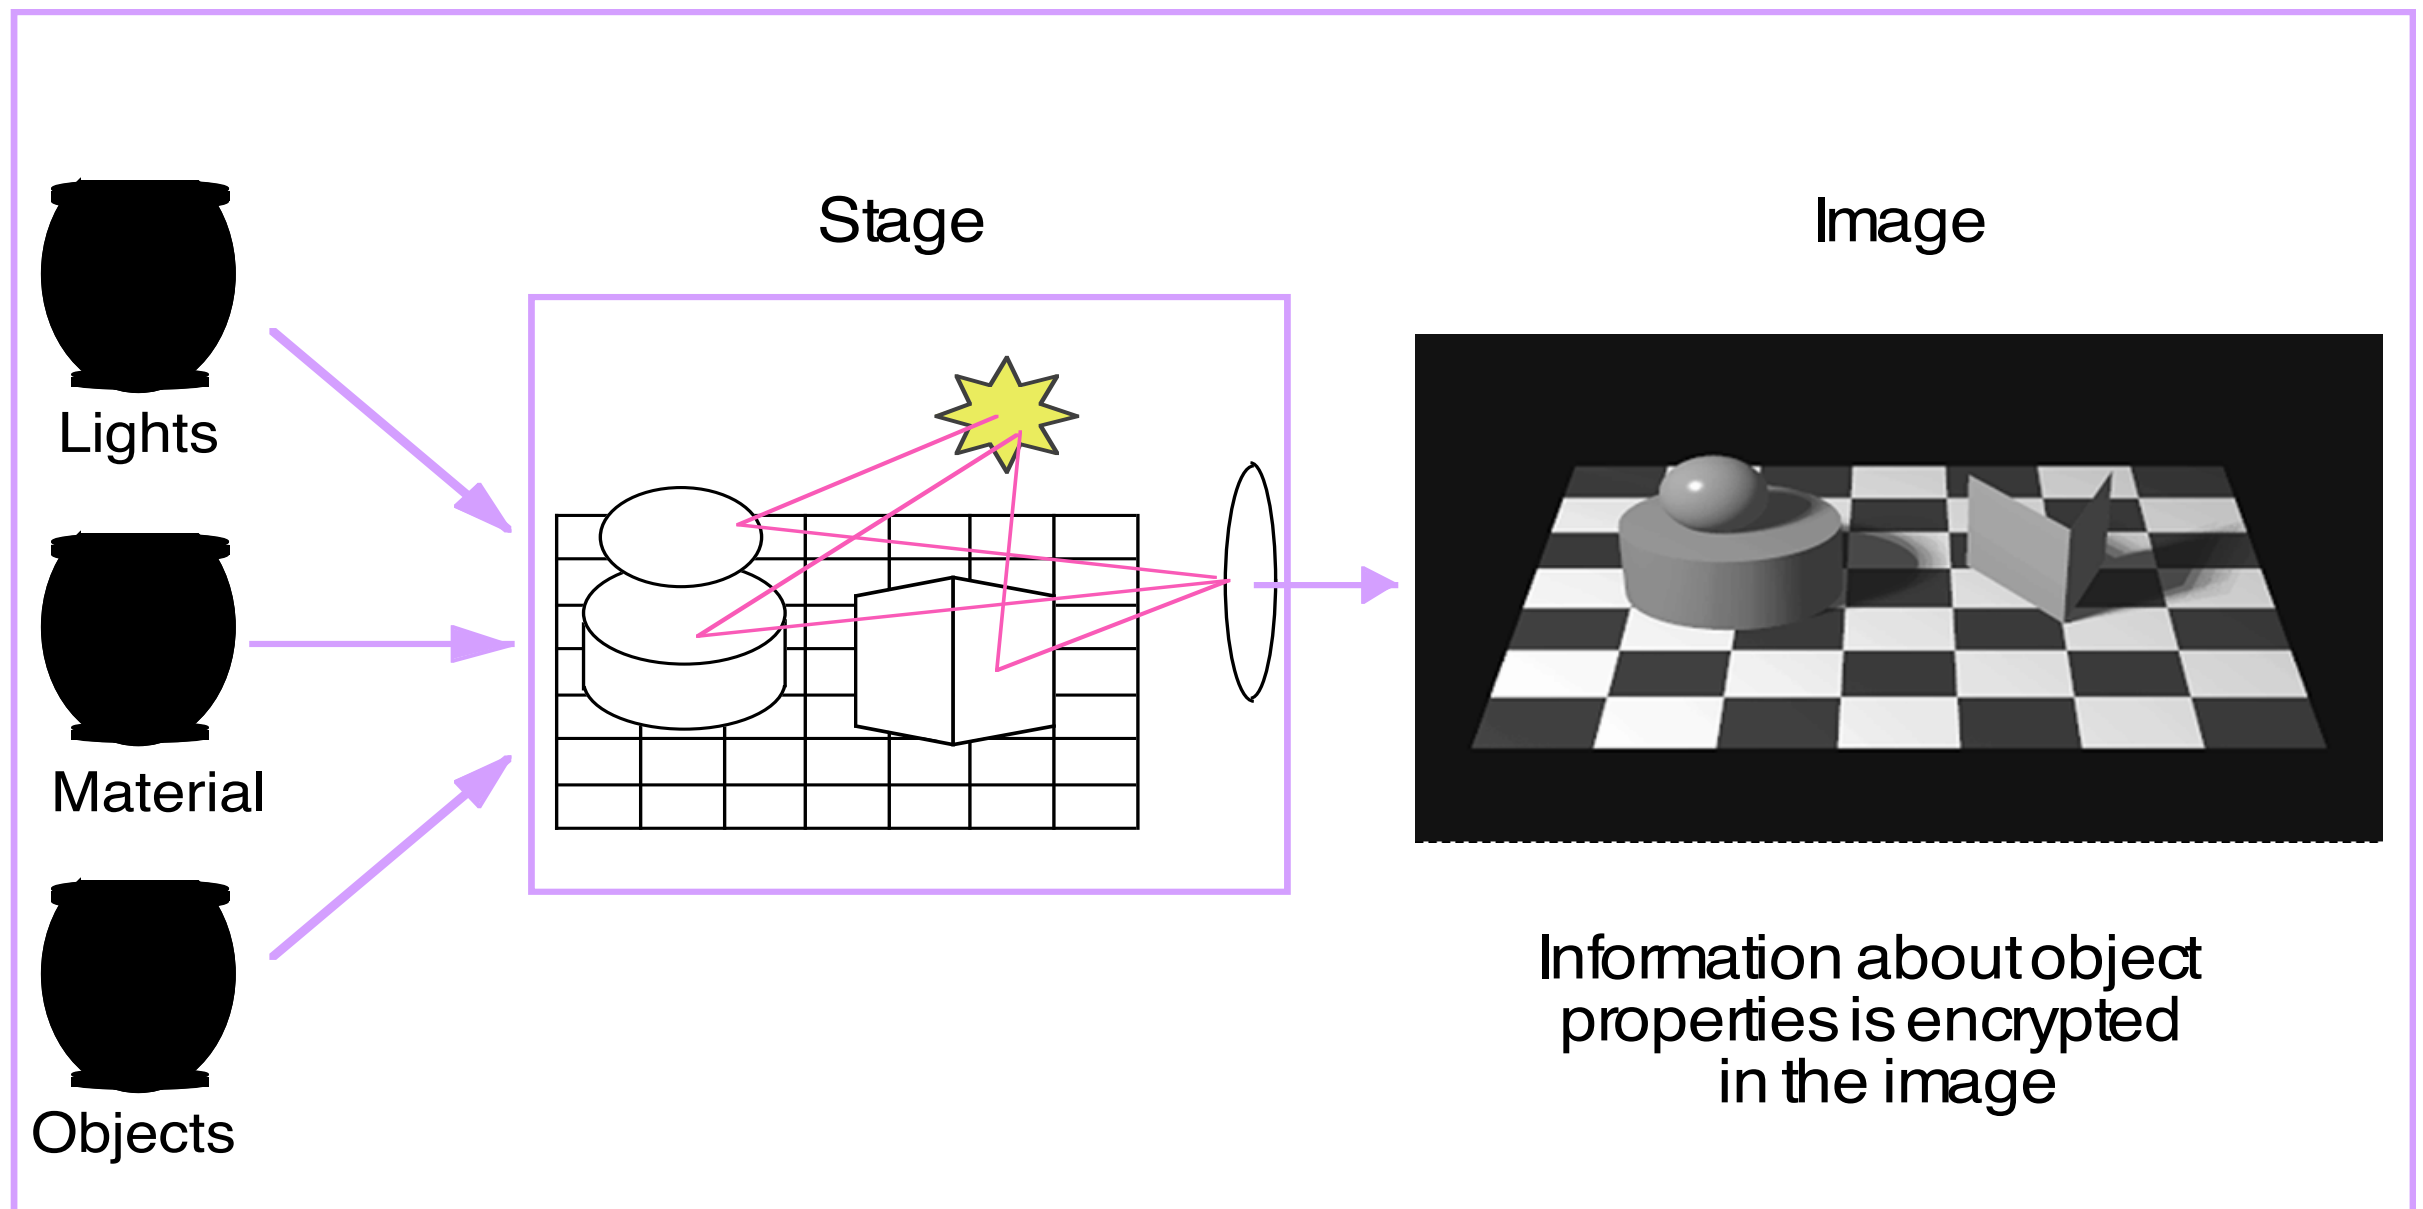 Stage
Image
Lights
Material
Objects
Information about object
properties is encrypted
in the image